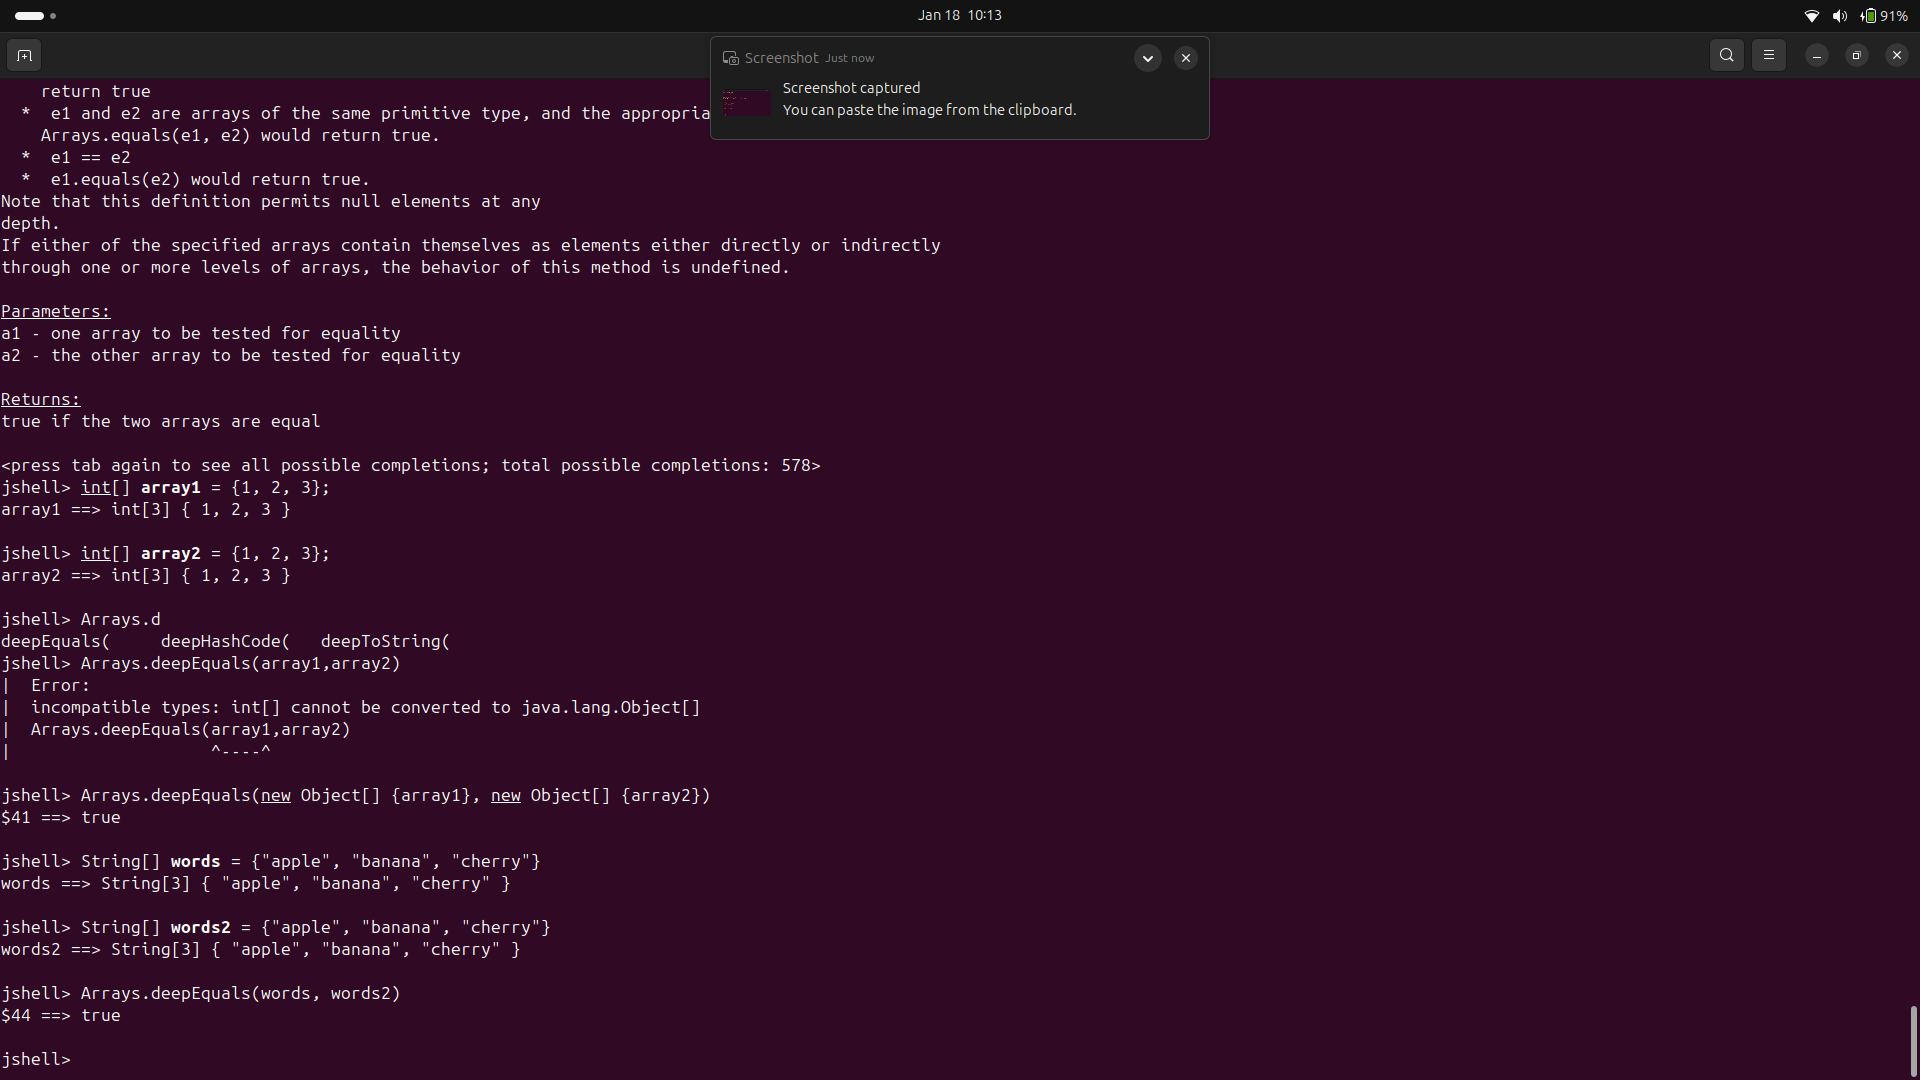 Jan 18 10:13
91%
Screenshot Just now
Screenshot captured
You can paste the image from the clipboard.
return true
* e1 and e2 are arrays of the same primitive type, and the
Arrays.equals(e1, e2) would return true.
* e1 == e2
* e1.equals(e2) would return true.
Note that this definition permits null elements at any
depth.
If either of the specified arrays contain themselves as elements either directly or indirectly
through one or more levels of arrays, the behavior of this method is undefined.
Parameters:
a1 - one array to be tested for equality
a2 - the other array to be tested for equality
Returns:
true if the two arrays are equal
<press tab again to see all possible completions; total possible completions: 578>
jshell> int[] array1 = {1, 2, 3};
array1 ==> int[3] { 1, 2, 3 }
jshell> int[] array2 = {1, 2, 3};
array2 ==> int[3] { 1, 2, 3 }
jshell> Arrays.d
deepEquals( deepHashCode( deepToString(
jshell> Arrays.deepEquals(array1,array2)
| Error:
| incompatible types: int[] cannot be converted to java.lang.Object[]
| Arrays.deepEquals(array1,array2)
| ^----^
jshell> Arrays.deepEquals(new Object[] {array1}, new Object[] {array2})
$41 ==> true
jshell> String[] words = {"apple", "banana", "cherry"}
words ==> String[3] { "apple", "banana", "cherry" }
jshell> String[] words2 = {"apple", "banana", "cherry"}
words2 ==> String[3] { "apple", "banana", "cherry" }
jshell> Arrays.deepEquals(words, words2)
$44 ==> true
jshell>